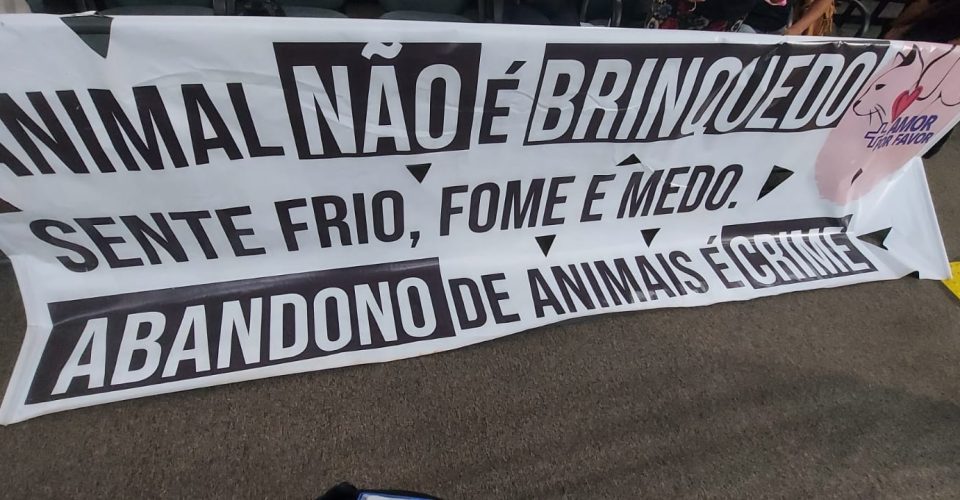 ANIMAL NÃO É BRINQUEDO
SENTE FRIO, FOME E MEDO.
ABANDONO DE ANIMAIS É CRIME
AMOR
POR FAVOR